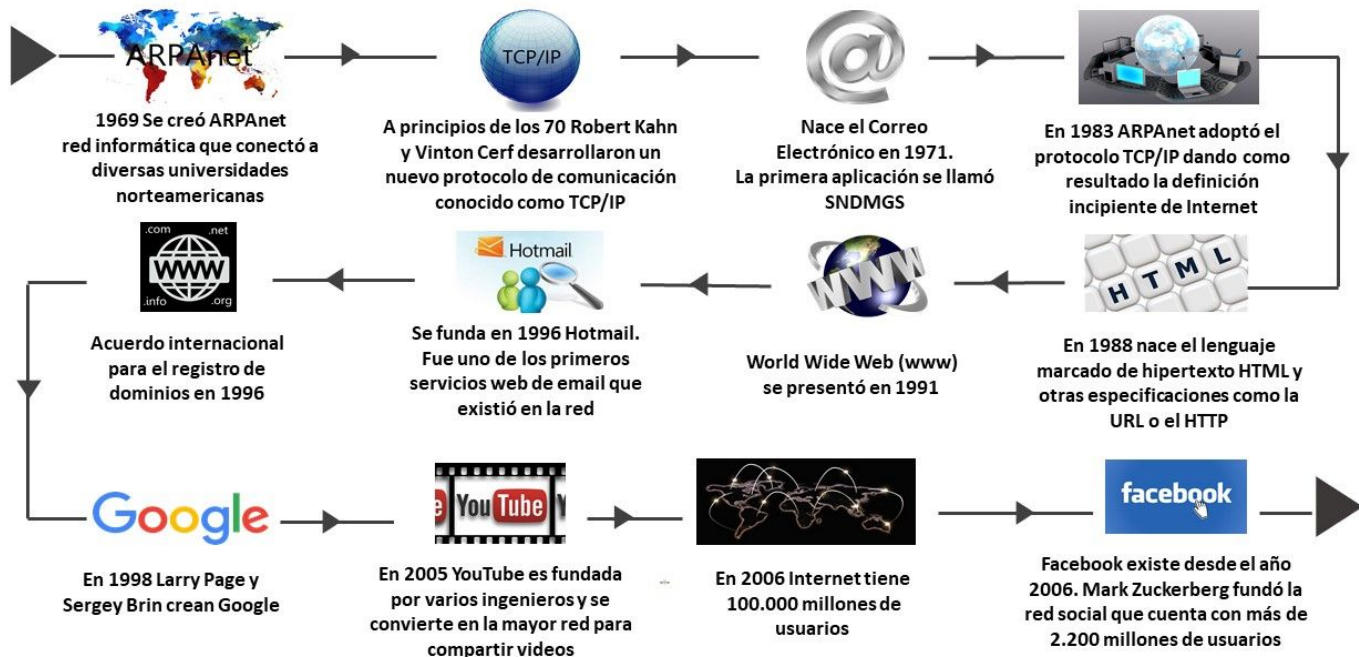 ARPAnet
1969 Se creó ARPAnet
red informática que conectó a
diversas universidades
norteamericanas
TCP/IP
A principios de los 70 Robert Kahn
y Vinton Cerf desarrollaron un
nuevo protocolo de comunicación
conocido como TCP/IP
@
Nace el Correo
Electrónico en 1971.
La primera aplicación se llamó
SNDMGS
En 1983 ARPAnet adoptó el
protocolo TCP/IP dando como
resultado la definición
incipiente de Internet
HTML
En 1988 nace el lenguaje
marcado de hipertexto HTML y
otras especificaciones como la
URL o el HTTP
WWW
World Wide Web (www)
se presentó en 1991
Hotmail
Se funda en 1996 Hotmail.
Fue uno de los primeros
servicios web de email que
existió en la red
.com .net
WWW
.info .org
Acuerdo internacional
para el registro de
dominios en 1996
Google
En 1998 Larry Page y
Sergey Brin crean Google
e YouTube Y
En 2005 YouTube es fundada
por varios ingenieros y se
convierte en la mayor red para
compartir videos
En 2006 Internet tiene
100.000 millones de
usuarios
facebook
Facebook existe desde el año
2006. Mark Zuckerberg fundó la
red social que cuenta con más de
2.200 millones de usuarios